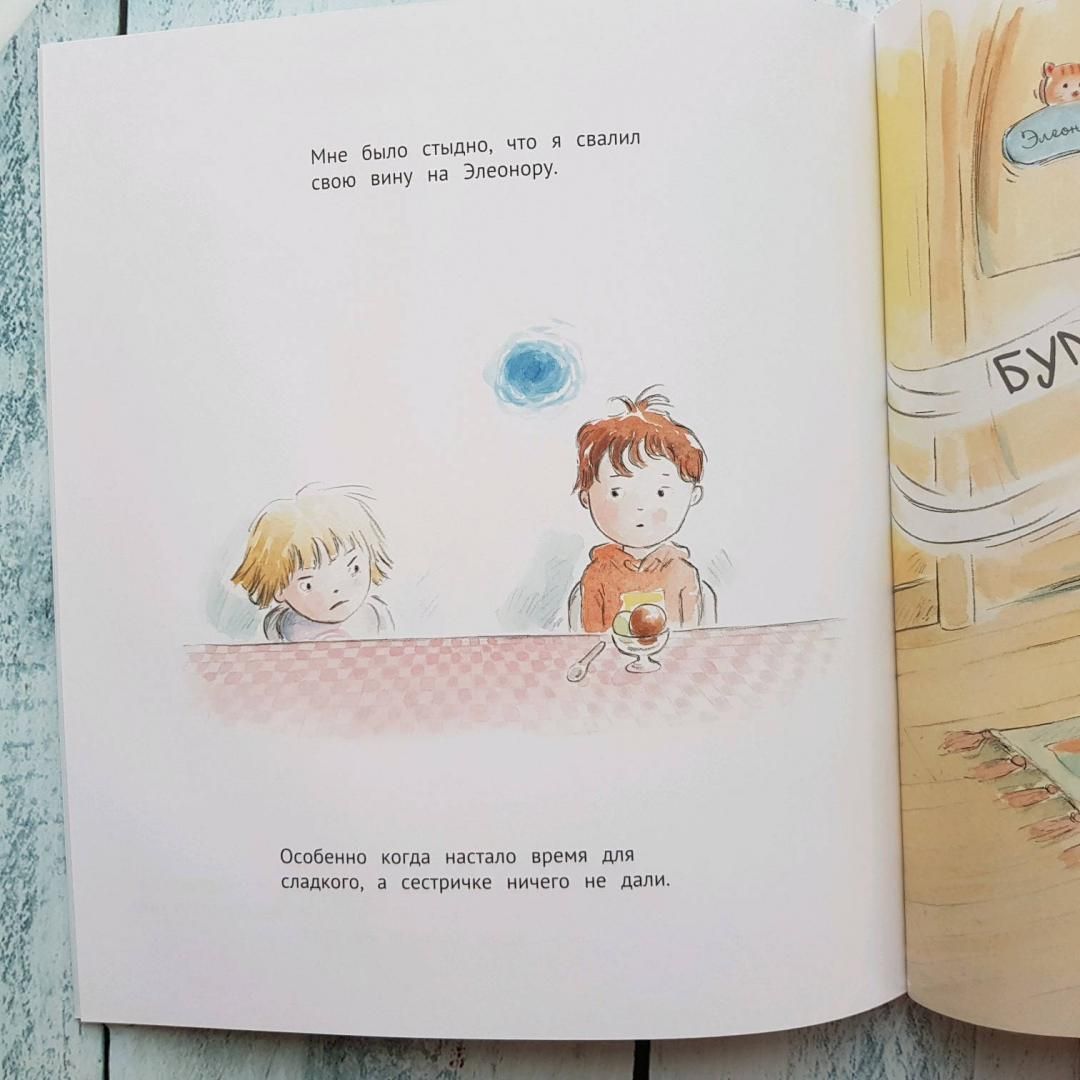 Мне было стыдно, что я свалил
свою вину на Элеонору.
Особенно когда настало время для
сладкого, а сестричке ничего не дали.